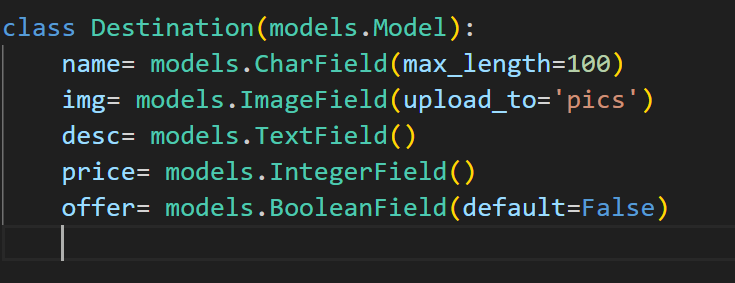 class Destination(models.Model):
    name= models.CharField(max_length=100)
    img= models.ImageField(upload_to='pics')
    desc= models.TextField()
    price= models.IntegerField()
    offer= models.BooleanField(default=False)